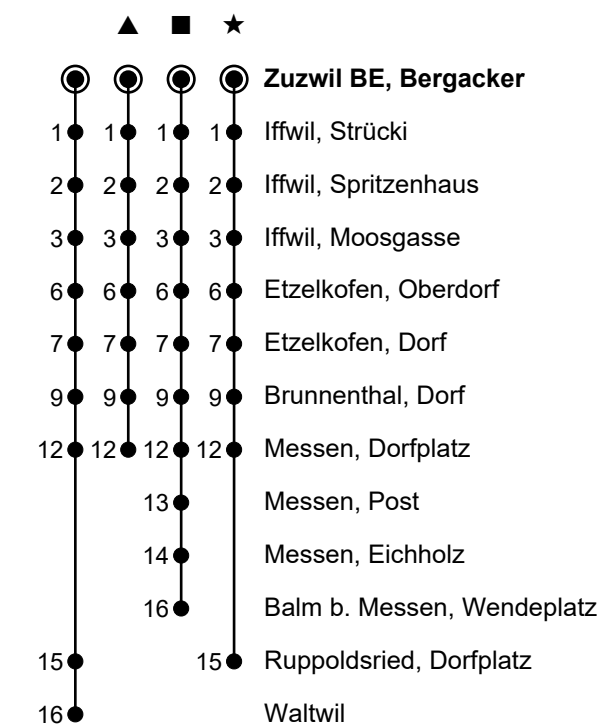 ▲ ■ ★
Zuzwil BE, Bergacker
1 1 1 1 Iffwil, Strücki
2 2 2 2 Iffwil, Spritzenhaus
3 3 3 3 Iffwil, Moosgasse
6 6 6 6 Etzelkofen, Oberdorf
7 7 7 7 Etzelkofen, Dorf
9 9 9 9 Brunnenthal, Dorf
12 12 12 12 Messen, Dorfplatz
13 Messen, Post
14 Messen, Eichholz
16 Balm b. Messen, Wendeplatz
15 15 Ruppoldsried, Dorfplatz
16 Waltwil